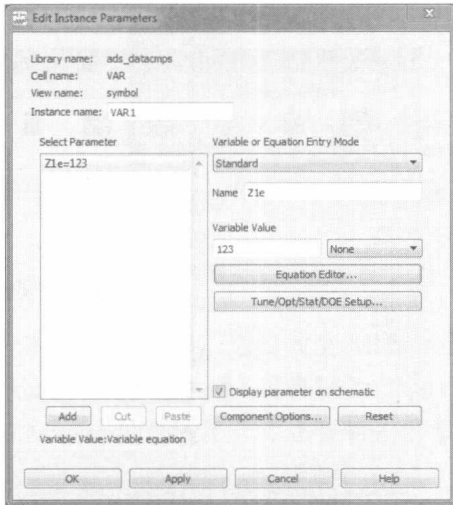 Edit Instance Parameters
Library name: ads_datacmps
Cell name: VAR
View name: symbol
Instance name: VAR1
Select Parameter
Z1e=123
Variable or Equation Entry Mode
Standard
Name Z1e
Variable Value
123 None
Equation Editor...
Tune/Opt/Stat/DOE Setup...
Display parameter on schematic
Add Cut Paste Component Options... Reset
Variable Value:Variable equation
OK Apply Cancel Help